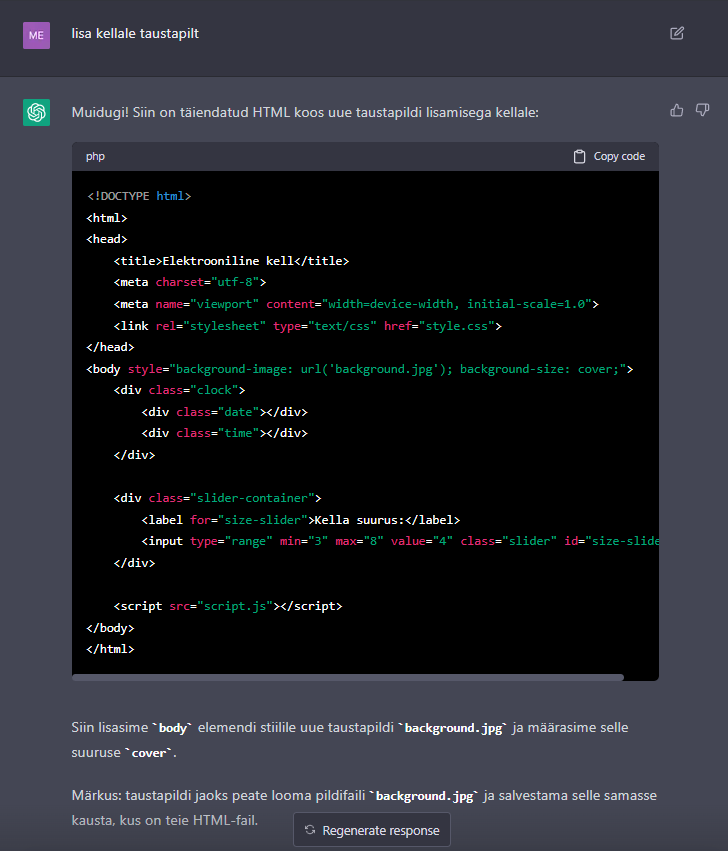 ME
lisa kellale taustapilt
Muidugi! Siin on täiendatud HTML koos uue taustapildi lisamisega kellale:
php
Copy code
<!DOCTYPE html>
<html>
<head>
    <title>Elektrooniline kell</title>
    <meta charset="utf-8">
    <meta name="viewport" content="width=device-width, initial-scale=1.0">
    <link rel="stylesheet" type="text/css" href="style.css">
</head>
<body style="background-image: url('background.jpg'); background-size: cover;">
    <div class="clock">
        <div class="date"></div>
        <div class="time"></div>
    </div>
    <div class="slider-container">
        <label for="size-slider">Kella suurus:</label>
        <input type="range" min="3" max="8" value="4" class="slider" id="size-slide
    </div>
    <script src="script.js"></script>
</body>
</html>
Siin lisasime `body` elemendi stiilile uue taustapildi `background.jpg` ja määrasime selle
suuruse `cover`.
Märkus: taustapildi jaoks peate looma pildifaili `background.jpg` ja salvestama selle samasse
kausta, kus on teie HTML-fail.
Regenerate response